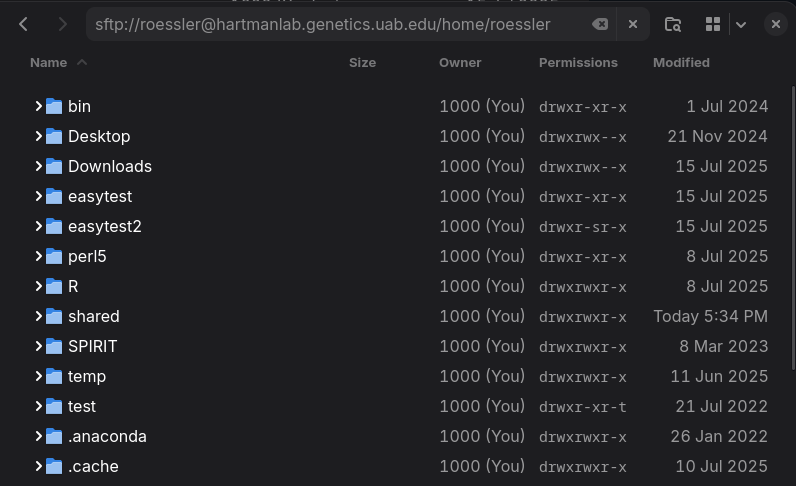 sftp://roessler@hartmanlab.genetics.uab.edu/home/roessler
Name Size Owner Permissions Modified
bin 1000 (You) drwxr-xr-x 1 Jul 2024
Desktop 1000 (You) drwxrwx--x 21 Nov 2024
Downloads 1000 (You) drwxrwx--x 15 Jul 2025
easytest 1000 (You) drwxr-xr-x 15 Jul 2025
easytest2 1000 (You) drwxr-sr-x 15 Jul 2025
perl5 1000 (You) drwxr-xr-x 8 Jul 2025
R 1000 (You) drwxrwxr-x 8 Jul 2025
shared 1000 (You) drwxrwxr-x Today 5:34 PM
SPIRIT 1000 (You) drwxrwxr-x 8 Mar 2023
temp 1000 (You) drwxrwxr-x 11 Jun 2025
test 1000 (You) drwxr-xr-t 21 Jul 2022
.anaconda 1000 (You) drwxrwxr-x 26 Jan 2022
.cache 1000 (You) drwxrwxr-x 10 Jul 2025